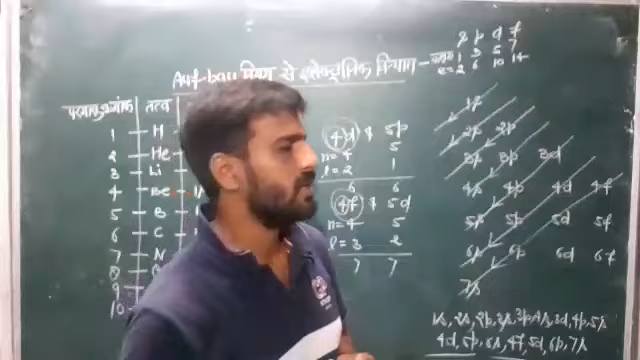 s p d f
1 3 5 7
e=2 6 10 14
Auf-bau नियम से इलेक्ट्रॉनिक विन्यास -
परमाणु क्रमांक तत्व
1 - H
2 - He
3 - Li
4 - Be
5 - B
6 - C
7 - N
8
9
10
4d 5p
n=4 5
l=2 1
6 6
4f 5d
n=4 5
l=3 2
7 7
1s
2s 2p
3s 3p 3d
4s 4p 4d 4f
5s 5p 5d 5f
6s 6p 6d 6f
7s
1s, 2s, 2p, 3s, 3p, 4s, 3d, 4p, 5s
4d, 5p, 6s, 4f, 5d, 6p, 7s